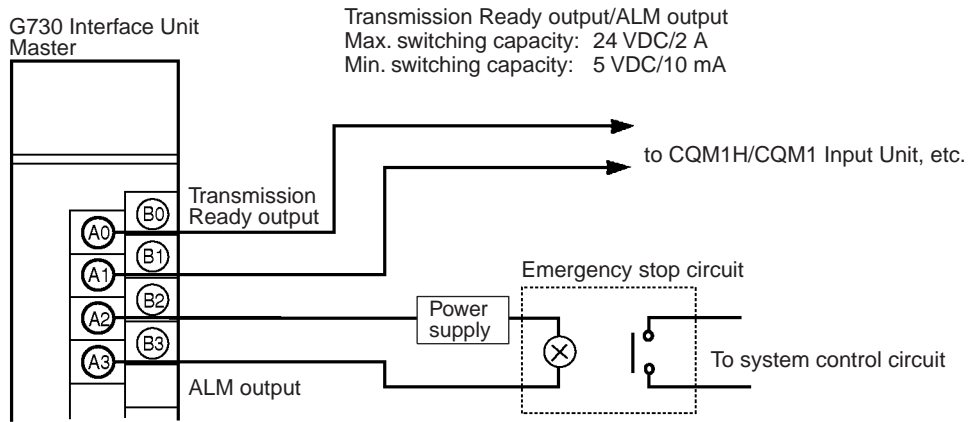 G730 Interface Unit
Master
Transmission Ready output/ALM output
Max. switching capacity: 24 VDC/2 A
Min. switching capacity: 5 VDC/10 mA
to CQM1H/CQM1 Input Unit, etc.
Transmission
Ready output
B0
A0
B1
A1
B2
A2
B3
A3
ALM output
Power
supply
Emergency stop circuit
To system control circuit